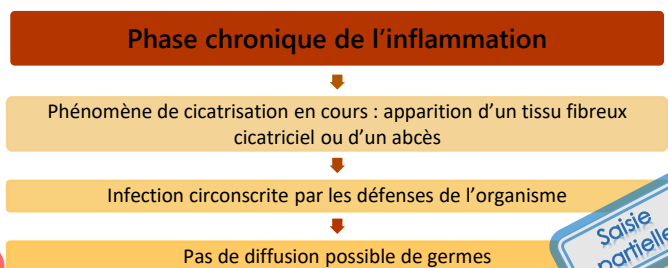 Phase chronique de l'inflammation
Phénomène de cicatrisation en cours : apparition d'un tissu fibreux
cicatriciel ou d'un abcès
Infection circonscrite par les défenses de l'organisme
Saisie
partielle
Pas de diffusion possible de germes